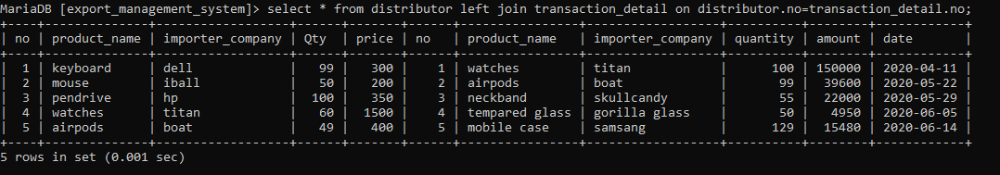 MariaDB [export_management_system]> select * from distributor left join transaction_detail on distributor.no=transaction_detail.no;
+----+--------------+------------------+------+-------+----+----------------+------------------+----------+--------+------------+
| no | product_name | importer_company | Qty  | price | no | product_name   | importer_company | quantity | amount | date       |
+----+--------------+------------------+------+-------+----+----------------+------------------+----------+--------+------------+
|  1 | keyboard     | dell             |   99 |   300 |  1 | watches        | titan            |      100 | 150000 | 2020-04-11 |
|  2 | mouse        | iball            |   50 |   200 |  2 | airpods        | boat             |       99 |  39600 | 2020-05-22 |
|  3 | pendrive     | hp               |  100 |   350 |  3 | neckband       | skullcandy       |       55 |  22000 | 2020-05-29 |
|  4 | watches      | titan            |   60 |  1500 |  4 | tempared glass | gorilla glass    |       50 |   4950 | 2020-06-05 |
|  5 | airpods      | boat             |   49 |   400 |  5 | mobile case    | samsang          |      129 |  15480 | 2020-06-14 |
+----+--------------+------------------+------+-------+----+----------------+------------------+----------+--------+------------+
5 rows in set (0.001 sec)